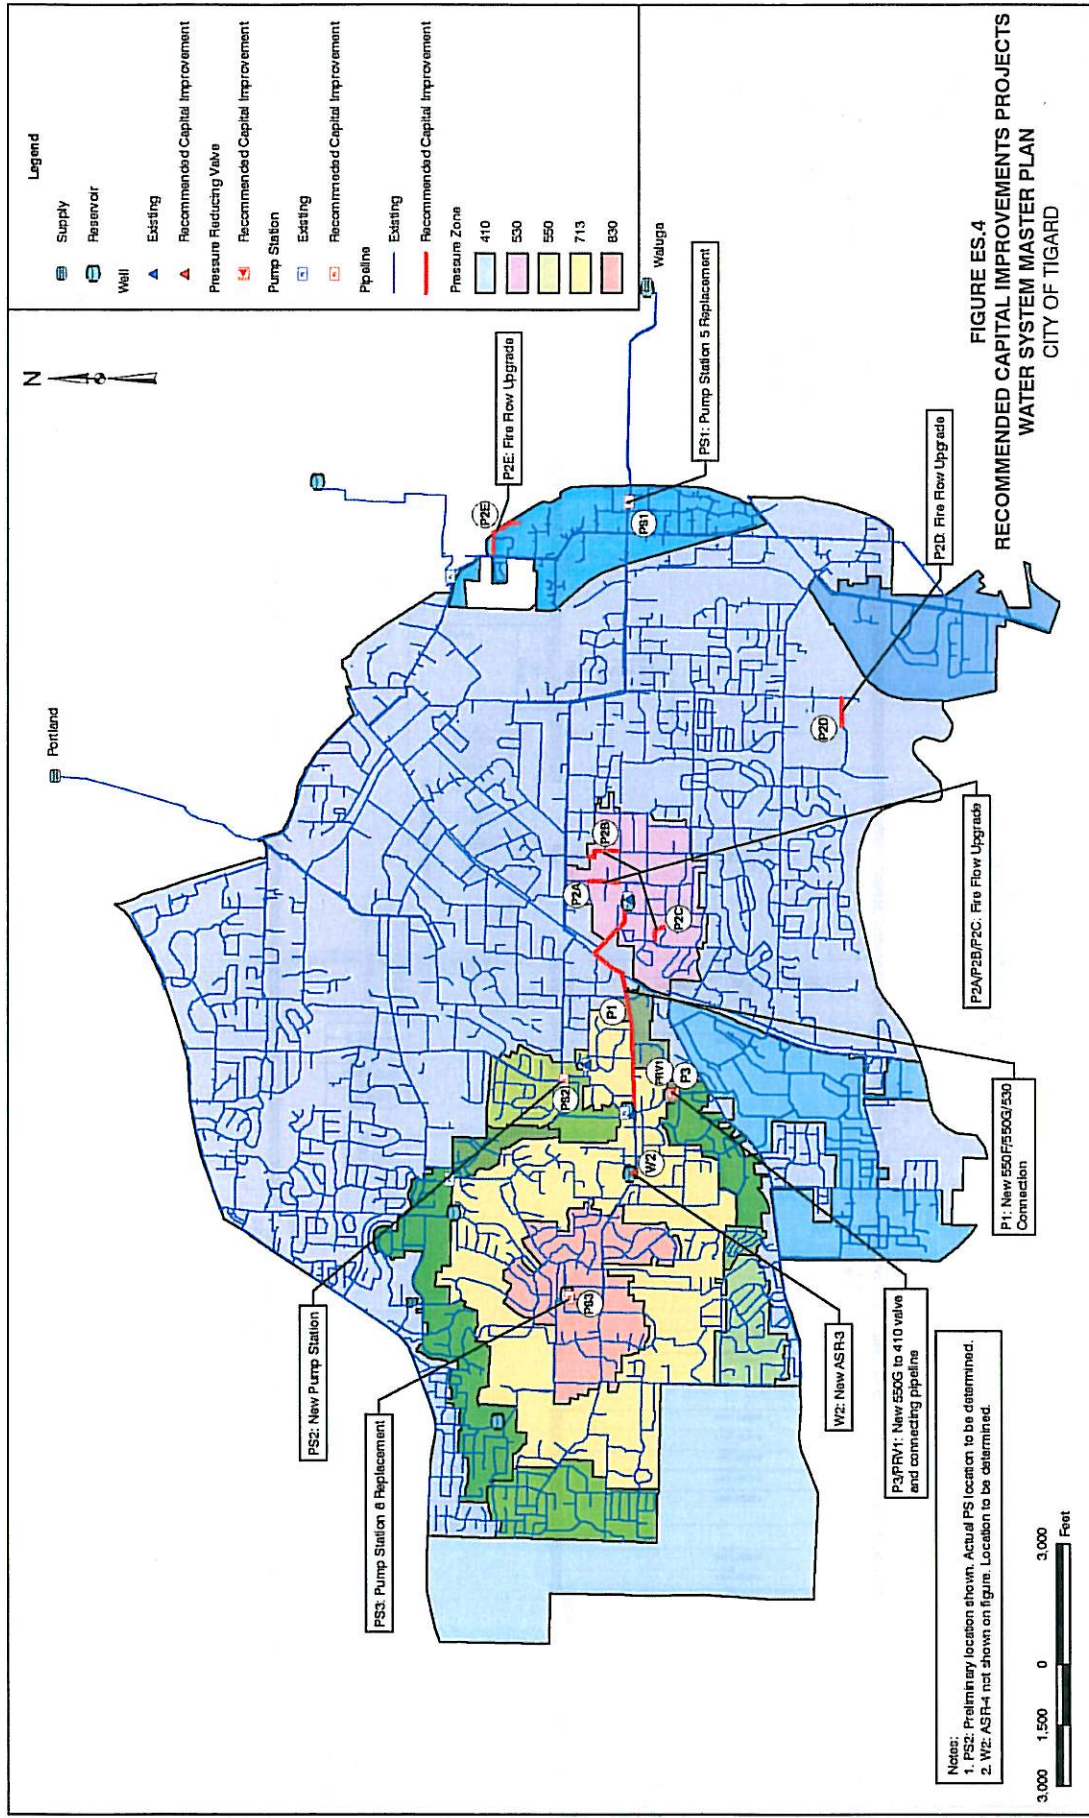 Legend
Supply
Reservoir
Well
Existing
Recommended Capital Improvement
Pressure Reducing Valve
Recommended Capital Improvement
Pump Station
Existing
Recommneded Capital Improvement
Pipeline
Existing
Recommended Capital Improvement
Pressure Zone
410
530
550
713
830
N
Portland
Waluga
P2E: Fire Flow Upgrade
P2E
PS1: Pump Station 5 Replacement
PS1
P2D: Fire Flow Upgrade
P2D
P2A/P2B/P2C: Fire Flow Upgrade
P2A
P2B
P2C
P1: New 550F/550G/530
Connection
P1
PS2: New Pump Station
PS2
PRV1
P3
W2
PS3
PS3: Pump Station 8 Replacement
W2: New ASR-3
P3/PRV1: New 550G to 410 valve
and connecting pipeline
Notes:
1. PS2: Preliminary location shown. Actual PS location to be determined.
2. W2: ASR-4 not shown on figure. Location to be determined.
3,000 1,500 0 3,000
Feet
FIGURE ES.4
RECOMMENDED CAPITAL IMPROVEMENTS PROJECTS
WATER SYSTEM MASTER PLAN
CITY OF TIGARD